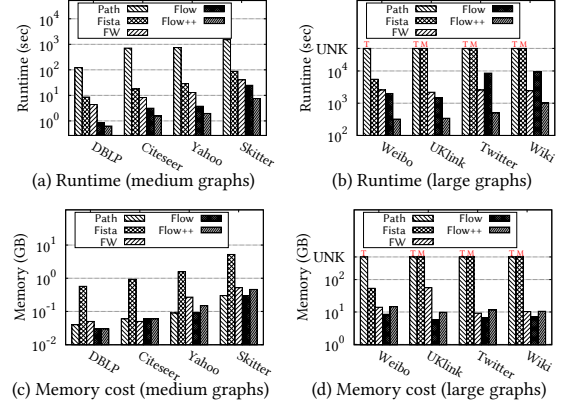 Path Flow
Fista Flow++
FW
Runtime (sec)
10^4
10^3
10^2
10^1
10^0
DBLP Citeseer Yahoo Skitter
(a) Runtime (medium graphs)
Path Flow
Fista Flow++
FW
Runtime (sec)
UNK
10^4
10^3
10^2
T T M T M T M
Weibo UKlink Twitter Wiki
(b) Runtime (large graphs)
Path Flow
Fista Flow++
FW
Memory (GB)
10^1
10^0
10^-1
10^-2
DBLP Citeseer Yahoo Skitter
(c) Memory cost (medium graphs)
Path Flow
Fista Flow++
FW
Memory (GB)
UNK
10^2
10^1
10^0
T T M T M T M
Weibo UKlink Twitter Wiki
(d) Memory cost (large graphs)